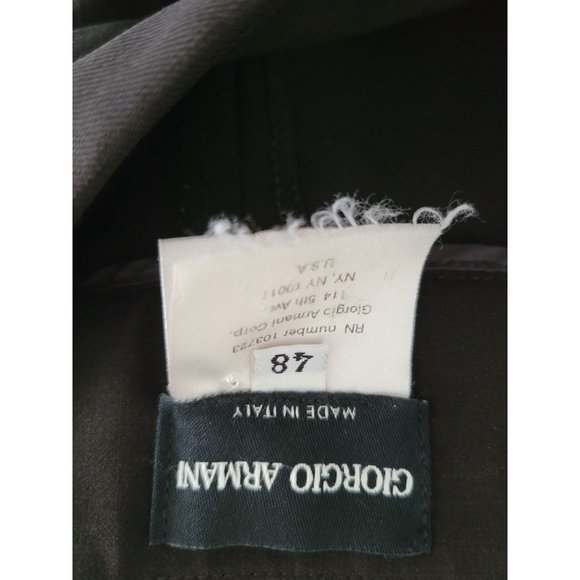 GIORGIO ARMANI
MADE IN ITALY
48
RN number 103723
Giorgio Armani Corp.
114 5th Ave.
NY, NY 10011
U.S.A.